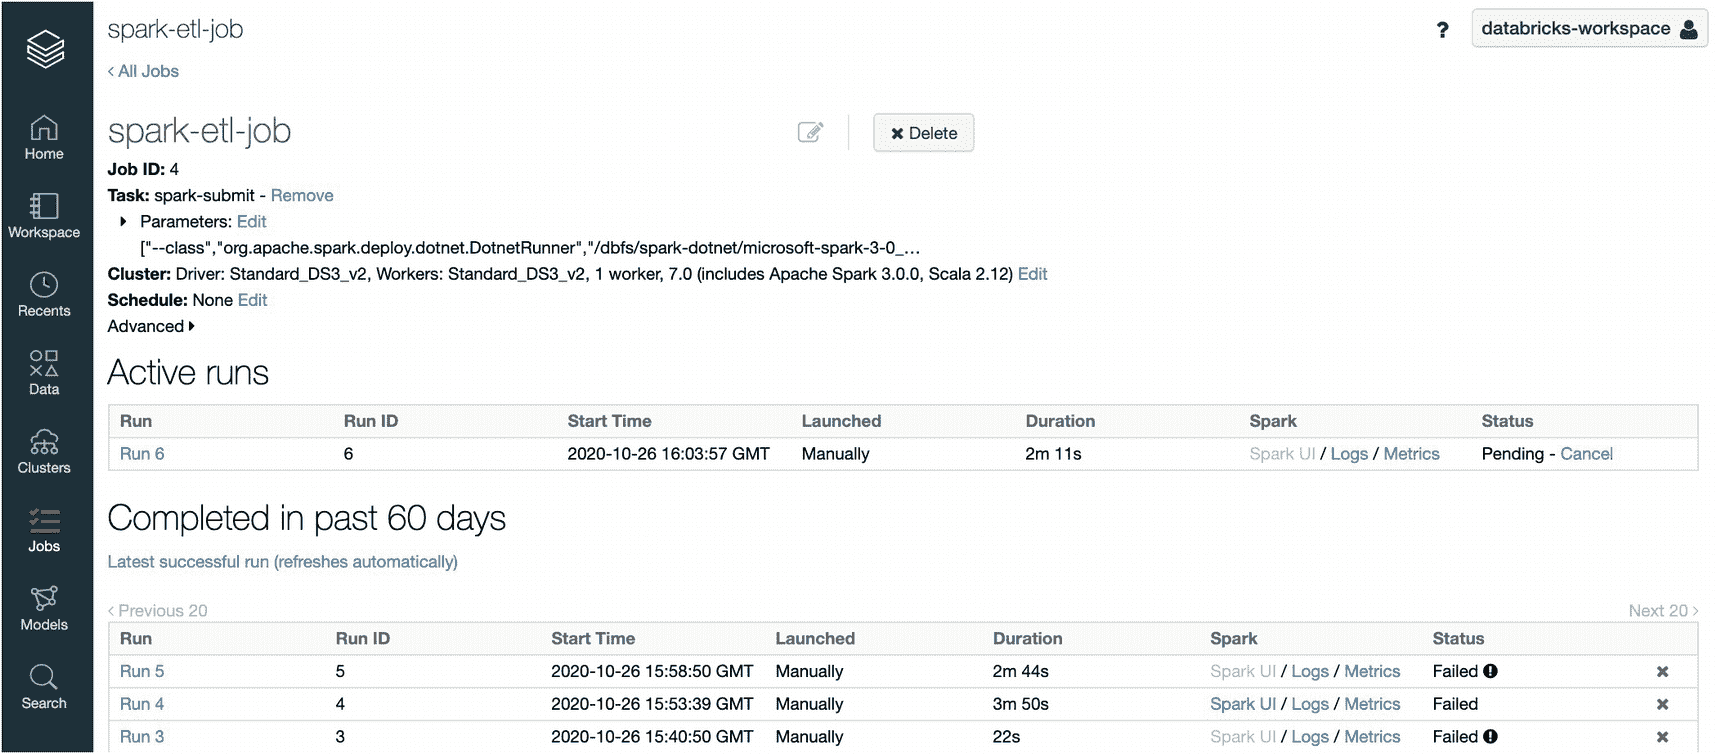 spark-etl-job
? databricks-workspace
‹ All Jobs
Home
Workspace
Recents
Data
Clusters
Jobs
Models
Search
spark-etl-job
Delete
Job ID: 4
Task: spark-submit - Remove
Parameters: Edit
["--class","org.apache.spark.deploy.dotnet.DotnetRunner","/dbfs/spark-dotnet/microsoft-spark-3-0_...
Cluster: Driver: Standard_DS3_v2, Workers: Standard_DS3_v2, 1 worker, 7.0 (includes Apache Spark 3.0.0, Scala 2.12) Edit
Schedule: None Edit
Advanced
Active runs
Run Run ID Start Time Launched Duration Spark Status
Run 6 6 2020-10-26 16:03:57 GMT Manually 2m 11s Spark UI / Logs / Metrics Pending - Cancel
Completed in past 60 days
Latest successful run (refreshes automatically)
‹ Previous 20 Next 20 ›
Run Run ID Start Time Launched Duration Spark Status
Run 5 5 2020-10-26 15:58:50 GMT Manually 2m 44s Spark UI / Logs / Metrics Failed
Run 4 4 2020-10-26 15:53:39 GMT Manually 3m 50s Spark UI / Logs / Metrics Failed
Run 3 3 2020-10-26 15:40:50 GMT Manually 22s Spark UI / Logs / Metrics Failed